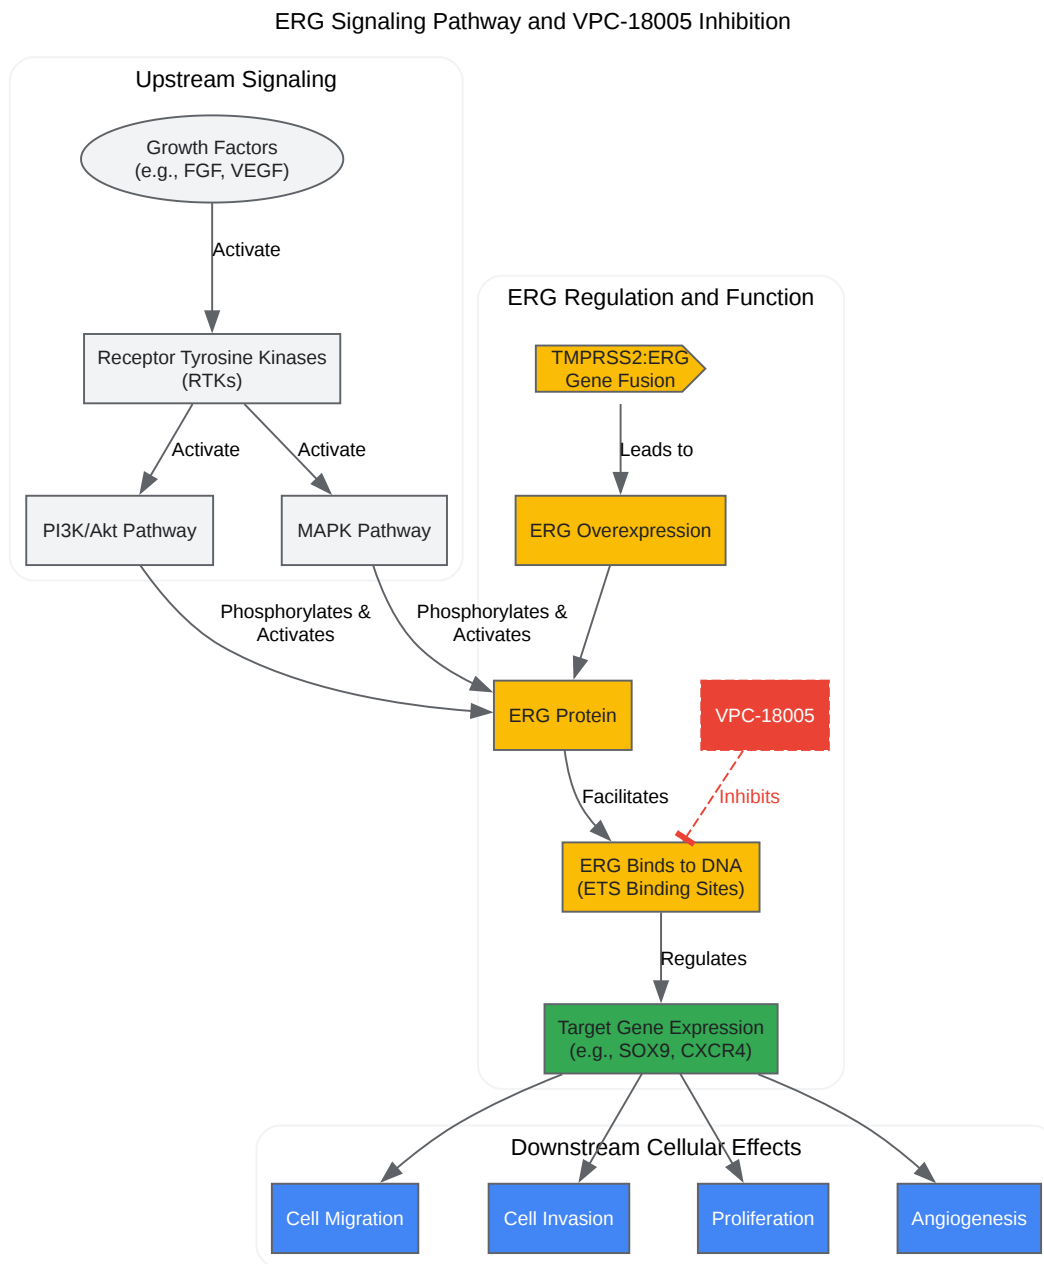 ERG Signaling Pathway and VPC-18005 Inhibition
Upstream Signaling
Growth Factors
(e.g., FGF, VEGF)
Activate
ERG Regulation and Function
Receptor Tyrosine Kinases
(RTKs)
TMPRSS2:ERG
Gene Fusion
Activate
Activate
Leads to
PI3K/Akt Pathway
MAPK Pathway
ERG Overexpression
Phosphorylates &
Activates
Phosphorylates &
Activates
ERG Protein
VPC-18005
Facilitates
Inhibits
ERG Binds to DNA
(ETS Binding Sites)
Regulates
Target Gene Expression
(e.g., SOX9, CXCR4)
Downstream Cellular Effects
Cell Migration
Cell Invasion
Proliferation
Angiogenesis